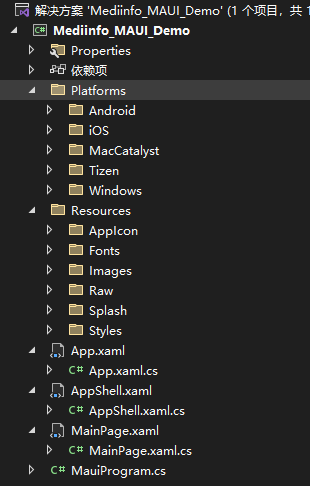 解决方案 'Mediinfo_MAUI_Demo' (1 个项目，共 1
C# Mediinfo_MAUI_Demo
Properties
依赖项
Platforms
Android
iOS
MacCatalyst
Tizen
Windows
Resources
AppIcon
Fonts
Images
Raw
Splash
Styles
App.xaml
C# App.xaml.cs
AppShell.xaml
C# AppShell.xaml.cs
MainPage.xaml
C# MainPage.xaml.cs
C# MauiProgram.cs